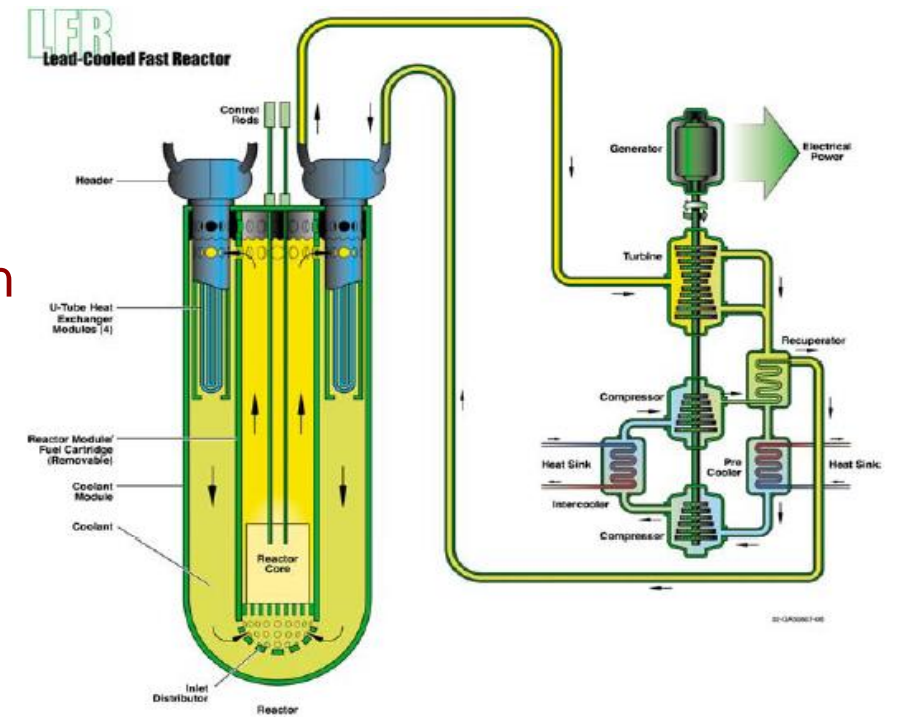 LFR
Lead-Cooled Fast Reactor
Control
Rods
Header
U-Tube Heat
Exchanger
Modules (4)
Reactor Module/
Fuel Cartridge
(Removable)
Coolant
Module
Coolant
Reactor
Core
Inlet
Distributor
Reactor
Generator
Electrical
Power
Turbine
Recuperator
Compressor
Heat Sink
Intercooler
Compressor
Pre
Cooler
Heat Sink
n